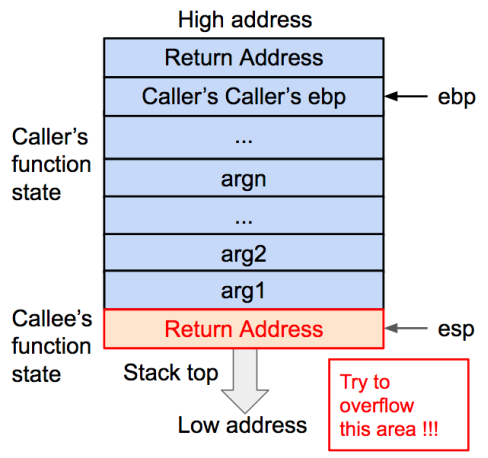 High address
Return Address
Caller's Caller's ebp
ebp
Caller's
function
state
...
argn
...
arg2
arg1
Callee's
function
state
Return Address
esp
Stack top
Low address
Try to
overflow
this area !!!